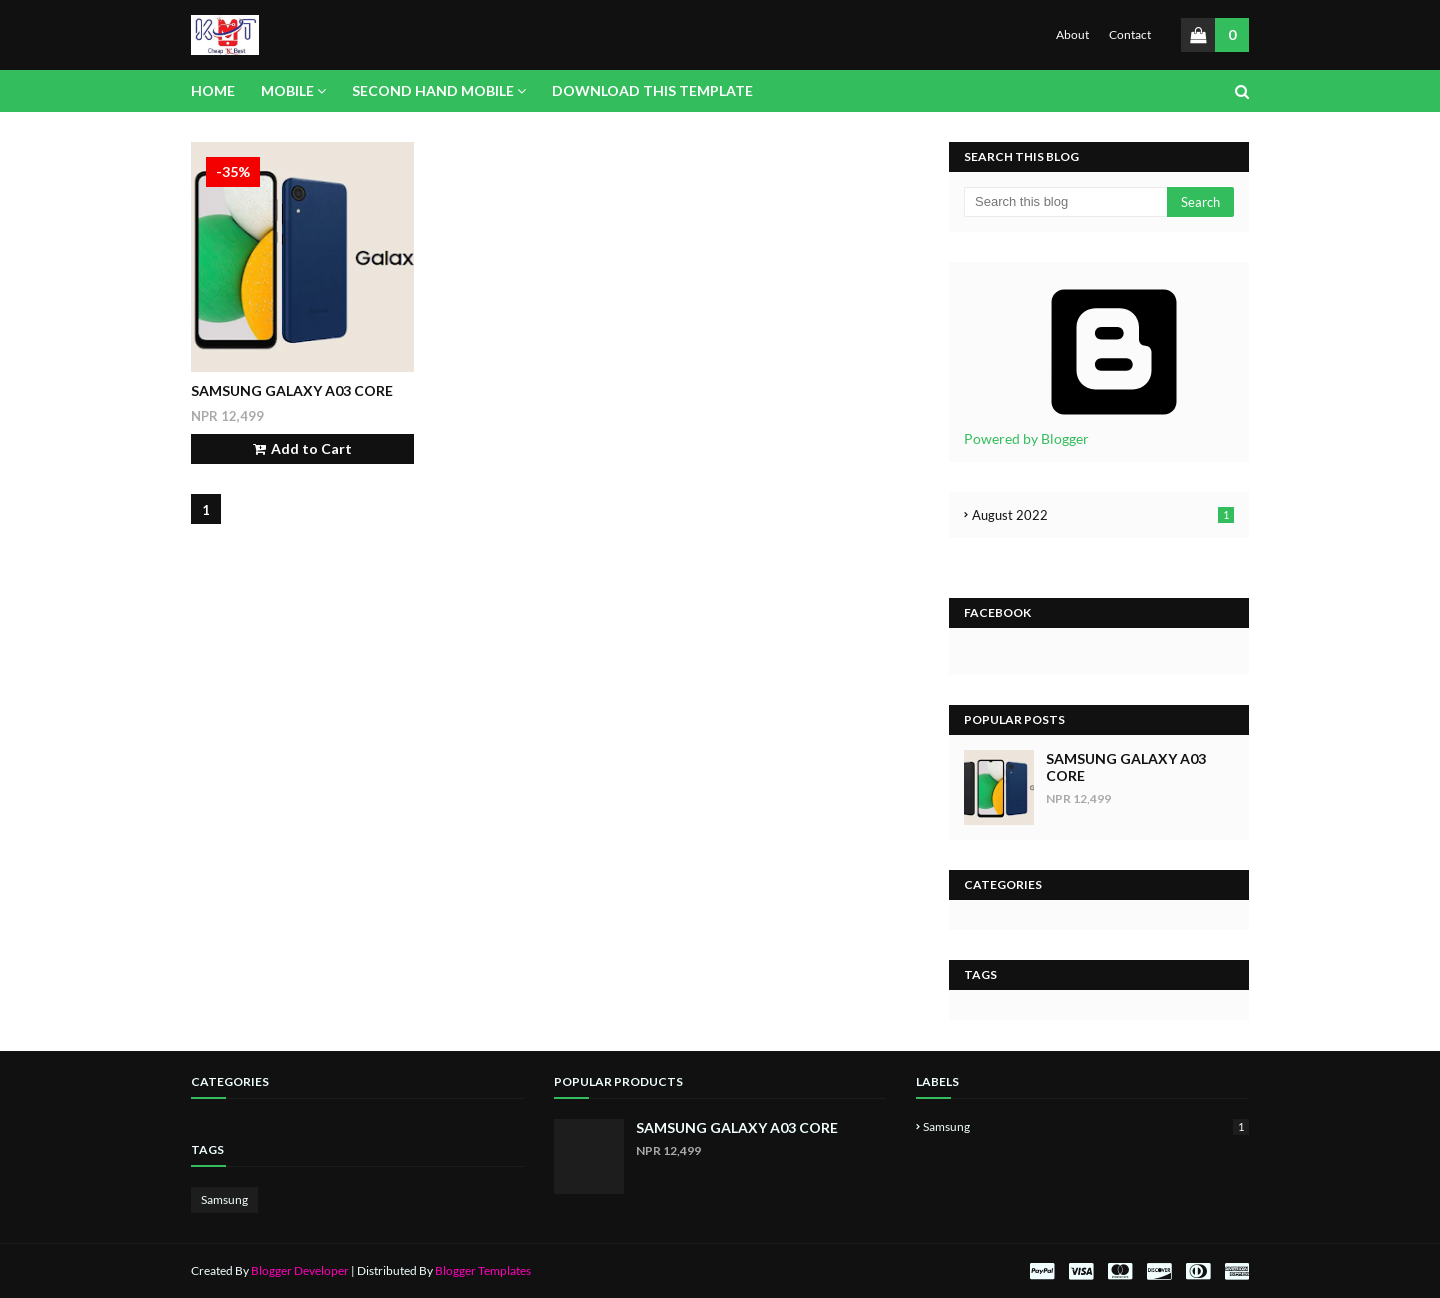 KMT
Cheap 'N' Best
About
Contact
0
HOME
MOBILE
SECOND HAND MOBILE
DOWNLOAD THIS TEMPLATE
-35%
Galax
SAMSUNG GALAXY A03 CORE
NPR 12,499
Add to Cart
1
SEARCH THIS BLOG
Search this blog
Search
Powered by Blogger
August 2022
1
FACEBOOK
POPULAR POSTS
SAMSUNG GALAXY A03
CORE
NPR 12,499
CATEGORIES
TAGS
CATEGORIES
TAGS
Samsung
POPULAR PRODUCTS
SAMSUNG GALAXY A03 CORE
NPR 12,499
LABELS
Samsung
1
Created By Blogger Developer | Distributed By Blogger Templates
PayPal
VISA
DISCOVER
AMERICAN EXPRESS